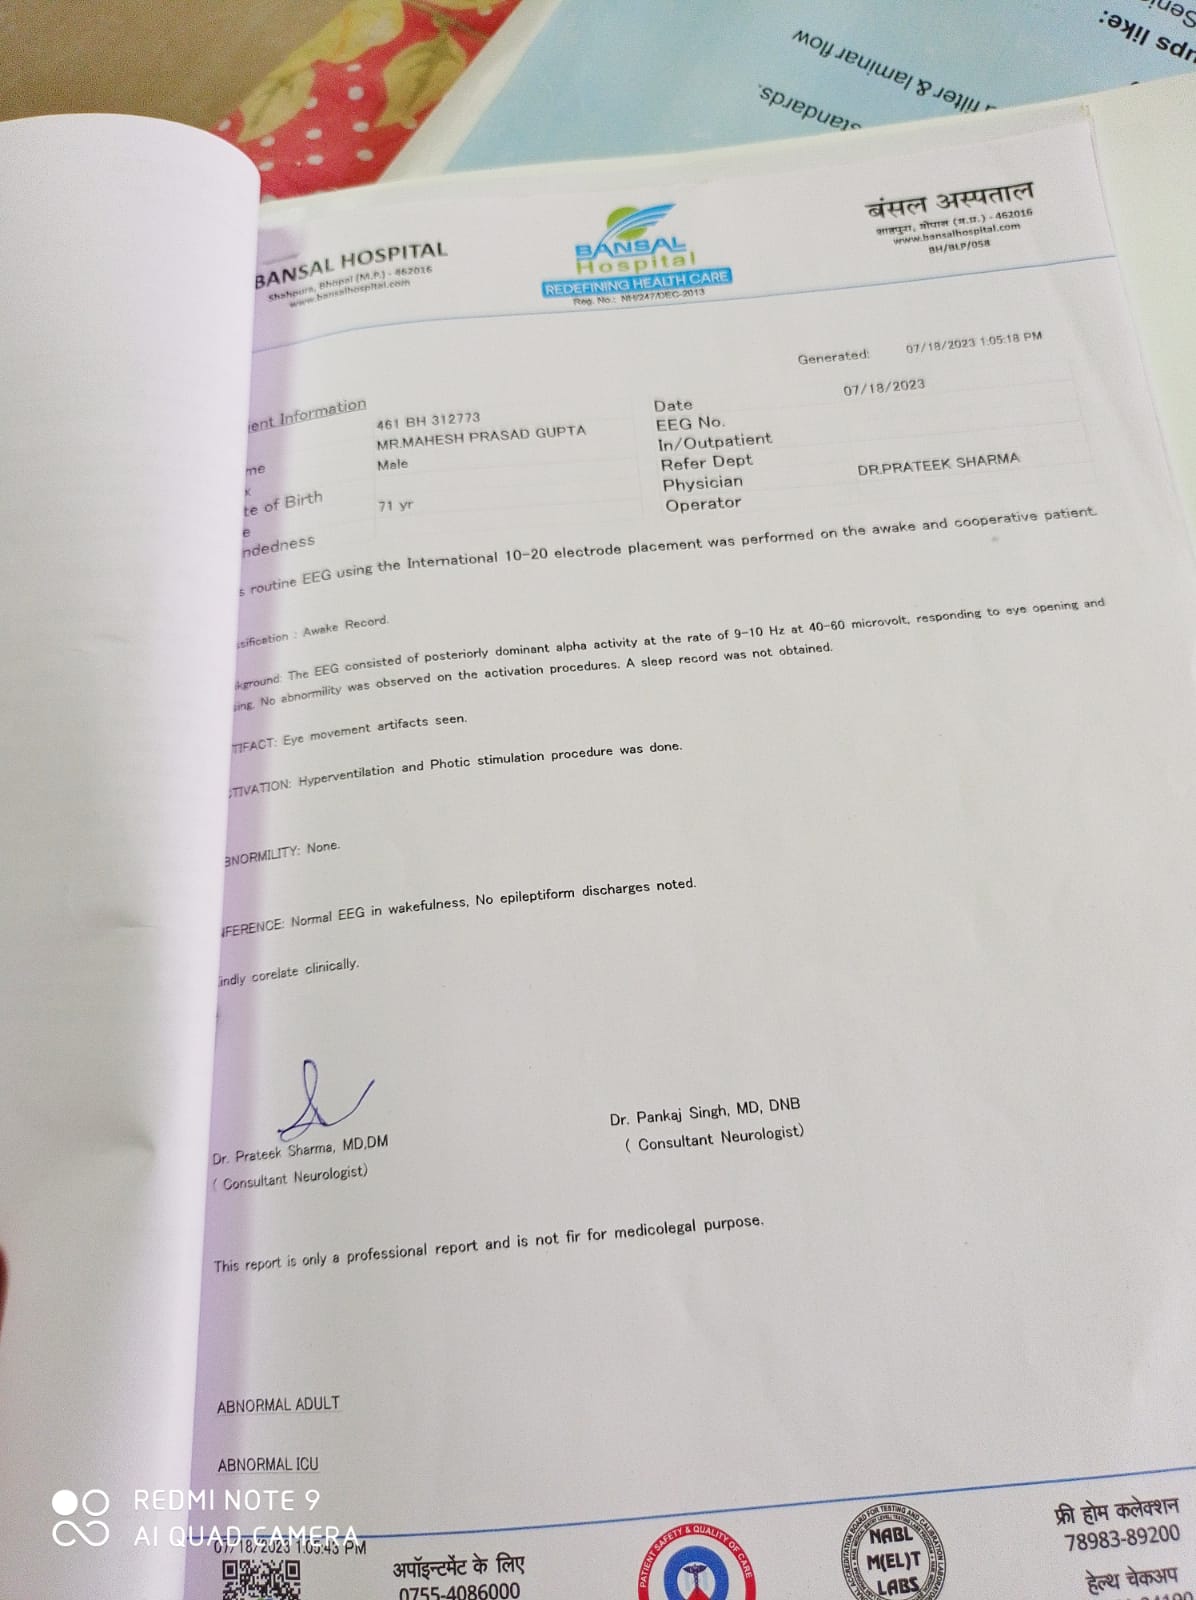 ups like:
filter & laminar flow
standards.
BANSAL HOSPITAL
Shahpura, Bhopal (M.P.) - 462016
www.bansalhospital.com
BANSAL
Hospital
REDEFINING HEALTH CARE
Reg. No.: NH/247/DEC-2013
बंसल अस्पताल
शाहपुरा, भोपाल (म.प्र.) - 462016
www.bansalhospital.com
BH/BLP/058
Generated: 07/18/2023 1:05:18 PM
ient Information
461 BH 312773
Date 07/18/2023
me MR.MAHESH PRASAD GUPTA
EEG No.
x Male
In/Outpatient
te of Birth
Refer Dept
e 71 yr
Physician DR.PRATEEK SHARMA
ndedness
Operator
s routine EEG using the International 10-20 electrode placement was performed on the awake and cooperative patient.
ssification : Awake Record.
kground: The EEG consisted of posteriorly dominant alpha activity at the rate of 9-10 Hz at 40-60 microvolt, responding to eye opening and
sing. No abnormility was observed on the activation procedures. A sleep record was not obtained.
TIFACT: Eye movement artifacts seen.
CTIVATION: Hyperventilation and Photic stimulation procedure was done.
BNORMILITY: None.
NFERENCE: Normal EEG in wakefulness, No epileptiform discharges noted.
indly corelate clinically.
Dr. Prateek Sharma, MD,DM
( Consultant Neurologist)
Dr. Pankaj Singh, MD, DNB
( Consultant Neurologist)
This report is only a professional report and is not fir for medicolegal purpose.
ABNORMAL ADULT
ABNORMAL ICU
REDMI NOTE 9
AI QUAD CAMERA
07/18/2023 1:05:43 PM
अपॉइन्टमेंट के लिए
0755-4086000
PATIENT SAFETY & QUALITY OF CARE
NABL
M(EL)T
LABS
फ्री होम कलेक्शन
78983-89200
हेल्थ चेकअप